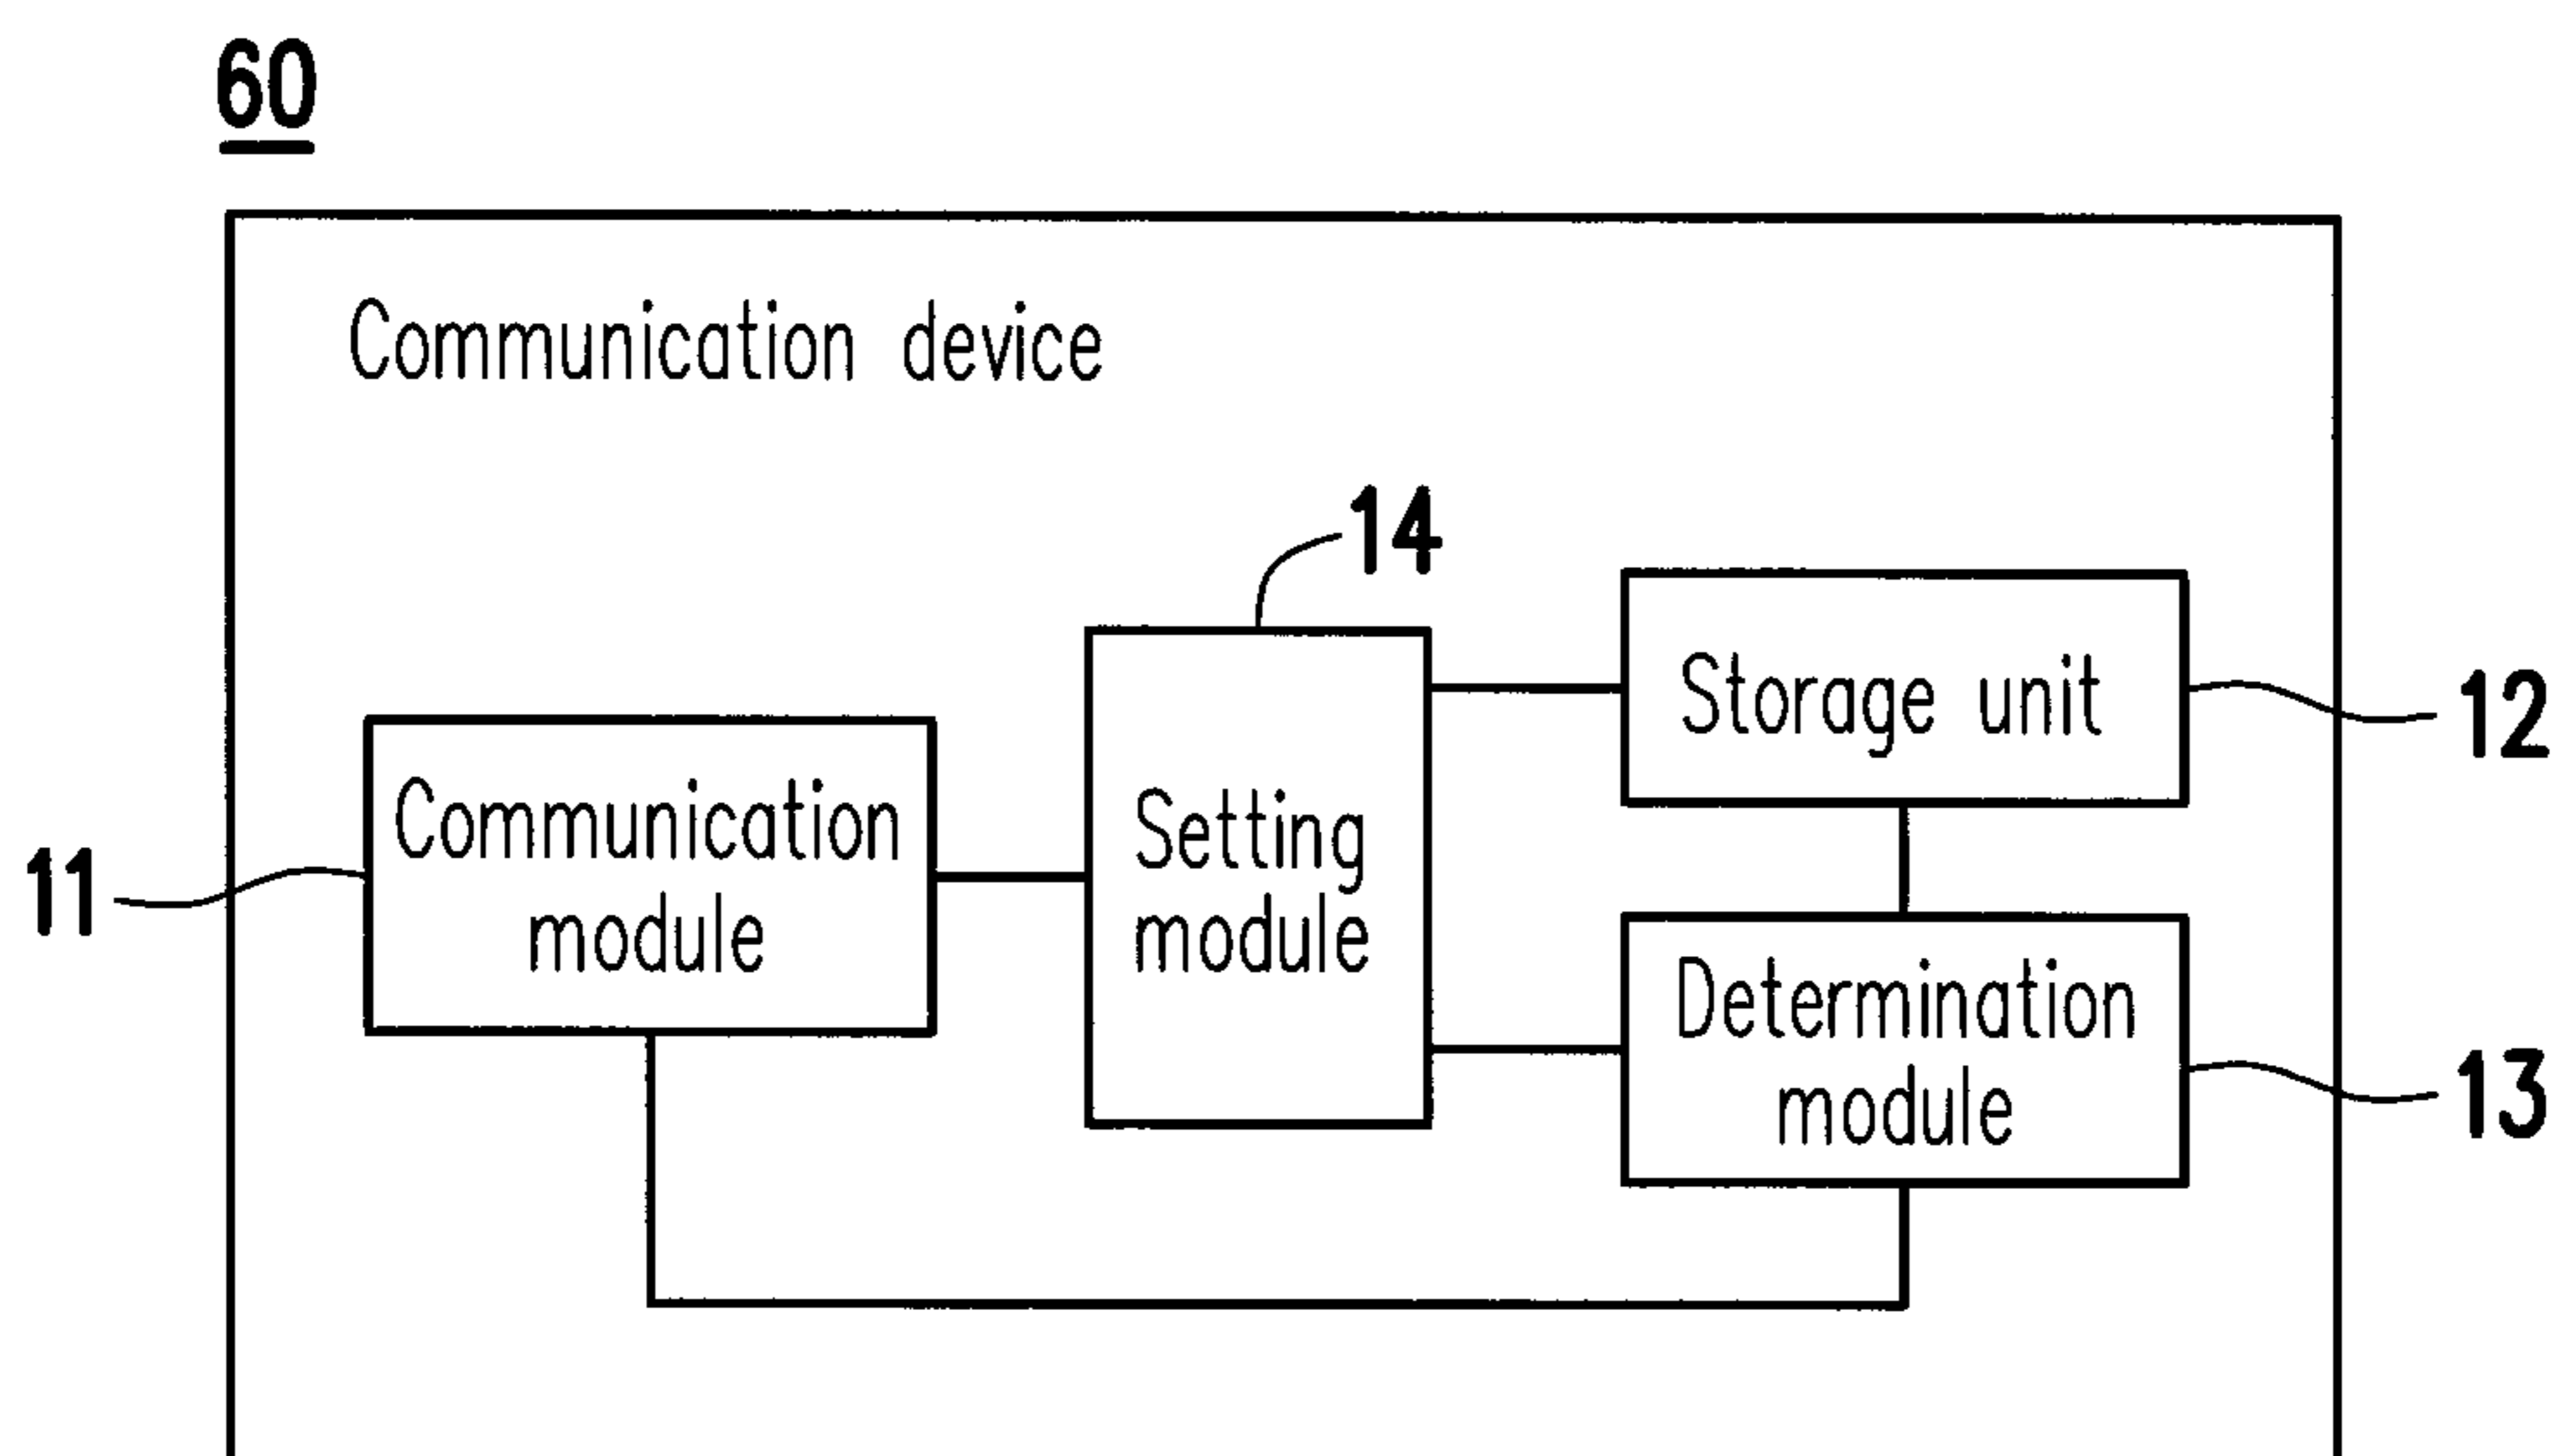 60
Communication device
14
Storage unit
12
Communication
module
11
Setting
module
Determination
module
13